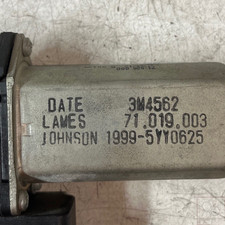 DATE 3M4562
LAMES 71.019.003
JOHNSON 1999-5YY0625